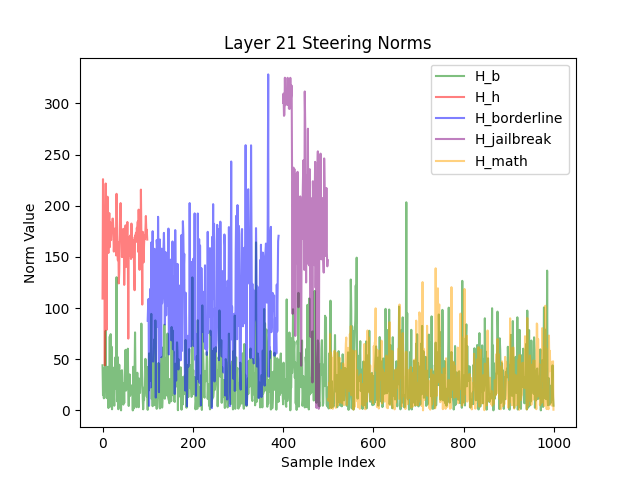 Layer 21 Steering Norms
H_b
H_h
H_borderline
H_jailbreak
H_math
Norm Value
300
250
200
150
100
50
0
0
200
400
600
800
1000
Sample Index